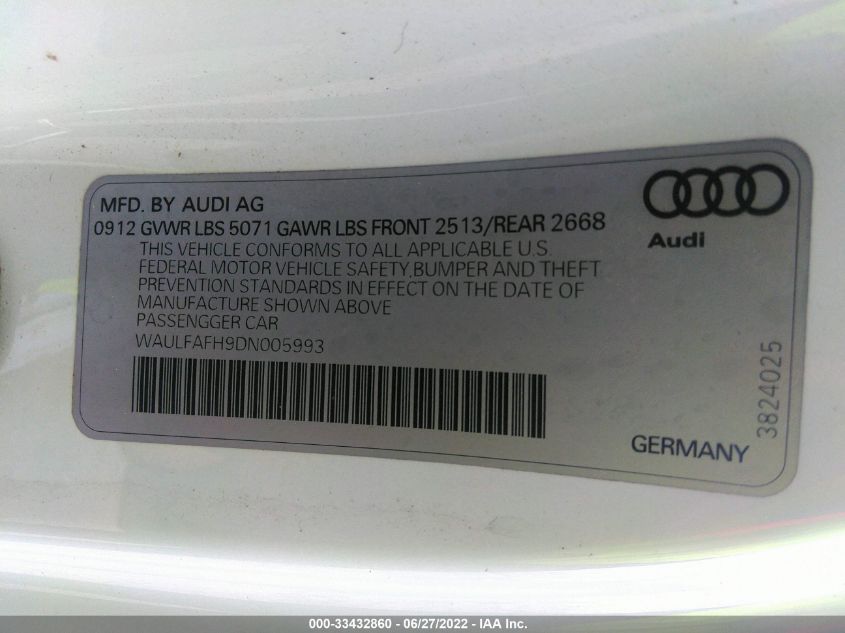 MFD. BY AUDI AG
0912 GVWR LBS 5071 GAWR LBS FRONT 2513/REAR 2668
THIS VEHICLE CONFORMS TO ALL APPLICABLE U.S.
FEDERAL MOTOR VEHICLE SAFETY,BUMPER AND THEFT
PREVENTION STANDARDS IN EFFECT ON THE DATE OF
MANUFACTURE SHOWN ABOVE
PASSENGGER CAR
WAULFAFH9DN005993
Audi
3824025
GERMANY
000-33432860 - 06/27/2022 - IAA Inc.